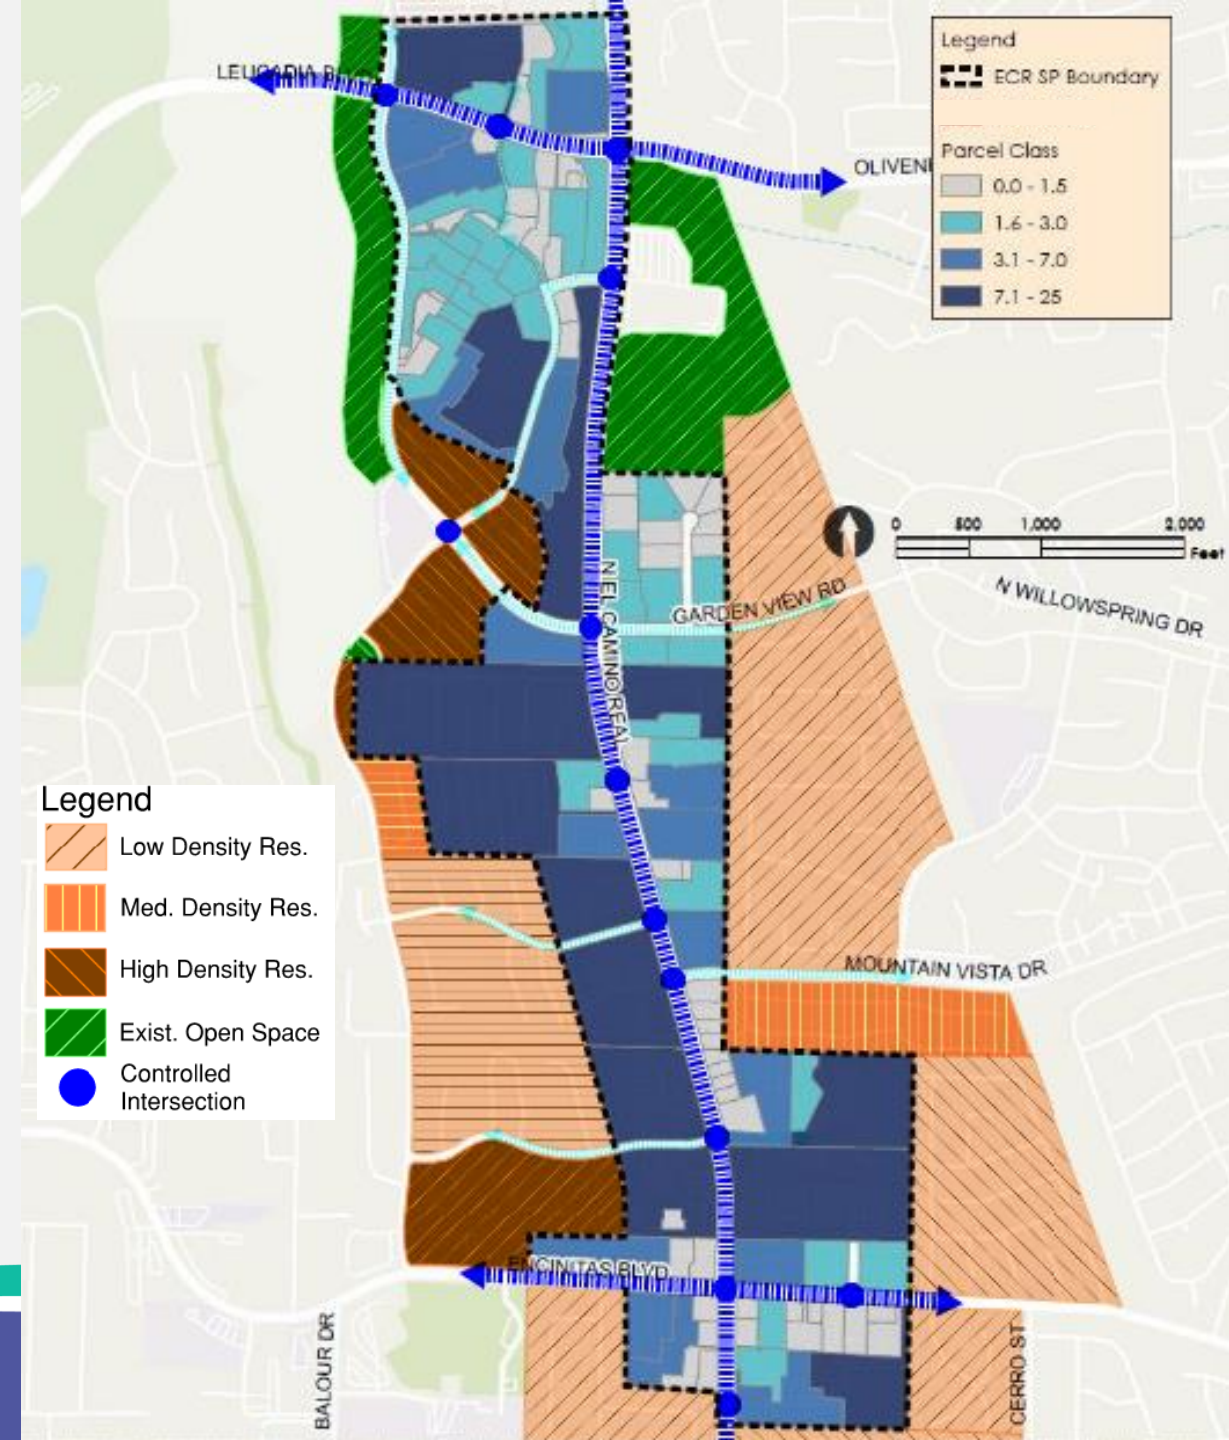 LEUCADIA B
OLIVEN
Legend
ECR SP Boundary
Parcel Class
0.0 - 1.5
1.6 - 3.0
3.1 - 7.0
7.1 - 25
0 500 1,000 2,000
Feet
N WILLOWSPRING DR
GARDEN VIEW RD
N EL CAMINO REAL
Legend
Low Density Res.
Med. Density Res.
High Density Res.
Exist. Open Space
Controlled
Intersection
MOUNTAIN VISTA DR
ENCINITAS BLVD
BALOUR DR
CERRO ST